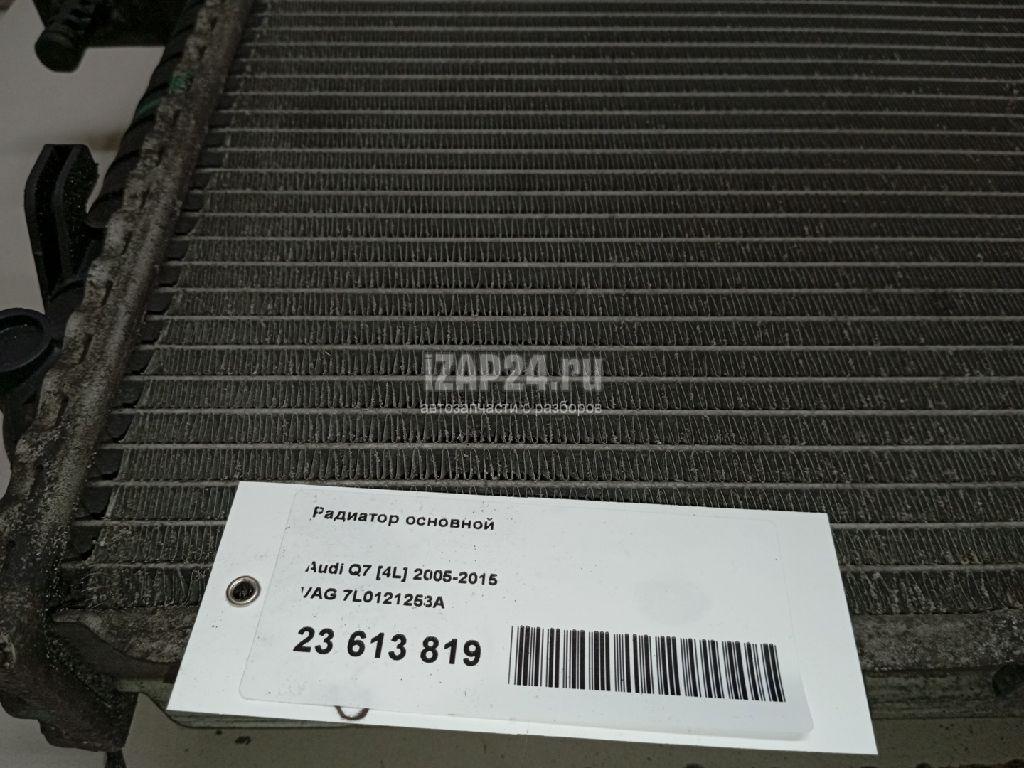 iZAP24.ru
автозапчасти с разборов
Радиатор основной
Audi Q7 [4L] 2005-2015
VAG 7L0121253A
23 613 819